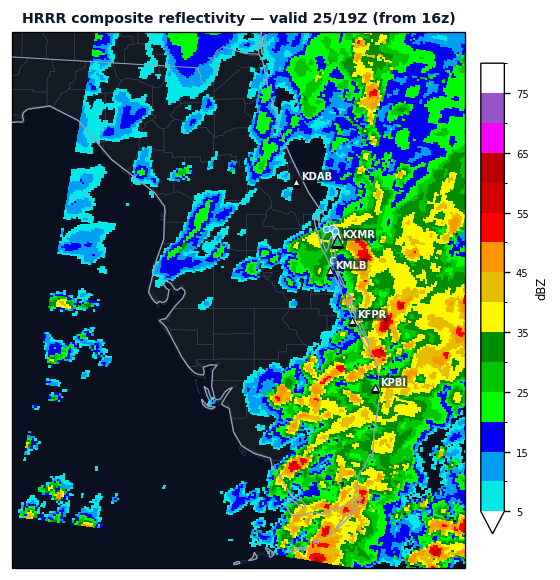 HRRR composite reflectivity — valid 25/19Z (from 16z)
KDAB
KXMR
KMLB
KFPR
KPBI
75
65
55
45
35
25
15
5
dBZ